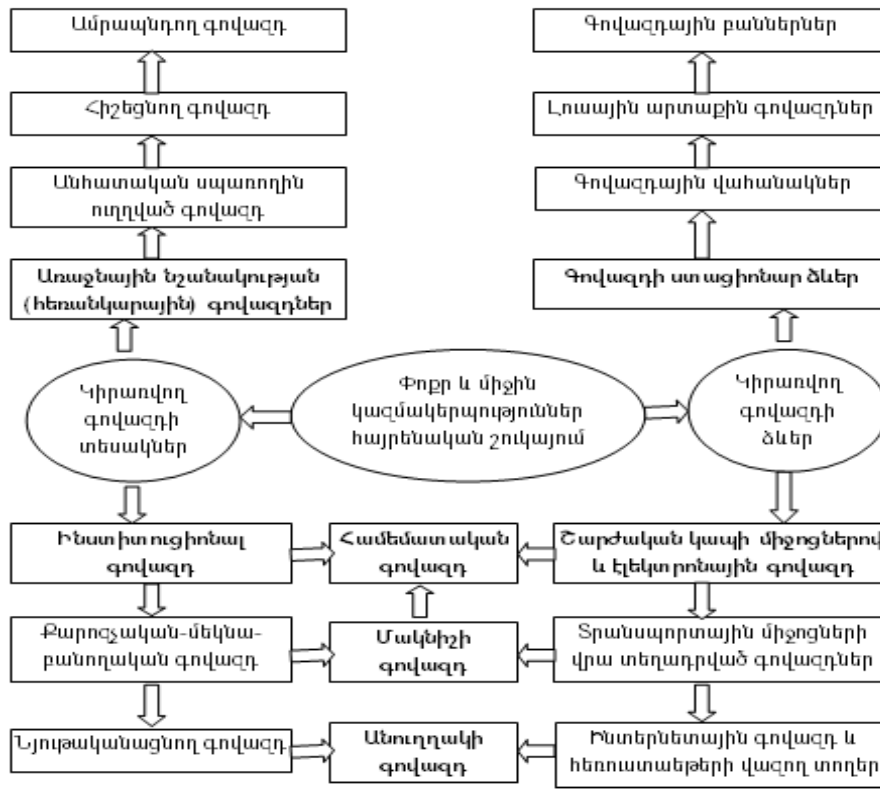 Ամրապնդող գովազդ
Գովազդային բաններներ
Հիշեցնող գովազդ
Լուսային արտաքին գովազդներ
Անհատական սպառողին
ուղղված գովազդ
Գովազդային վահանակներ
Առաջնային նշանակության
(հեռանկարային) գովազդներ
Գովազդի ստացիոնար ձևեր
Կիրառվող
գովազդի
տեսակներ
Փոքր և միջին
կազմակերպություններ
հայրենական շուկայում
Կիրառվող
գովազդի
ձևեր
Ինստիտուցիոնալ
գովազդ
Համեմատական
գովազդ
Շարժական կապի միջոցներով
և էլեկտրոնային գովազդ
Քարոզչական-մեկնա-
բանողական գովազդ
Մակնիշի
գովազդ
Տրանսպորտային միջոցների
վրա տեղադրված գովազդներ
Նյութականացնող գովազդ
Անուղղակի
գովազդ
Ինտերնետային գովազդ և
հեռուստաեթերի վազող տողեր